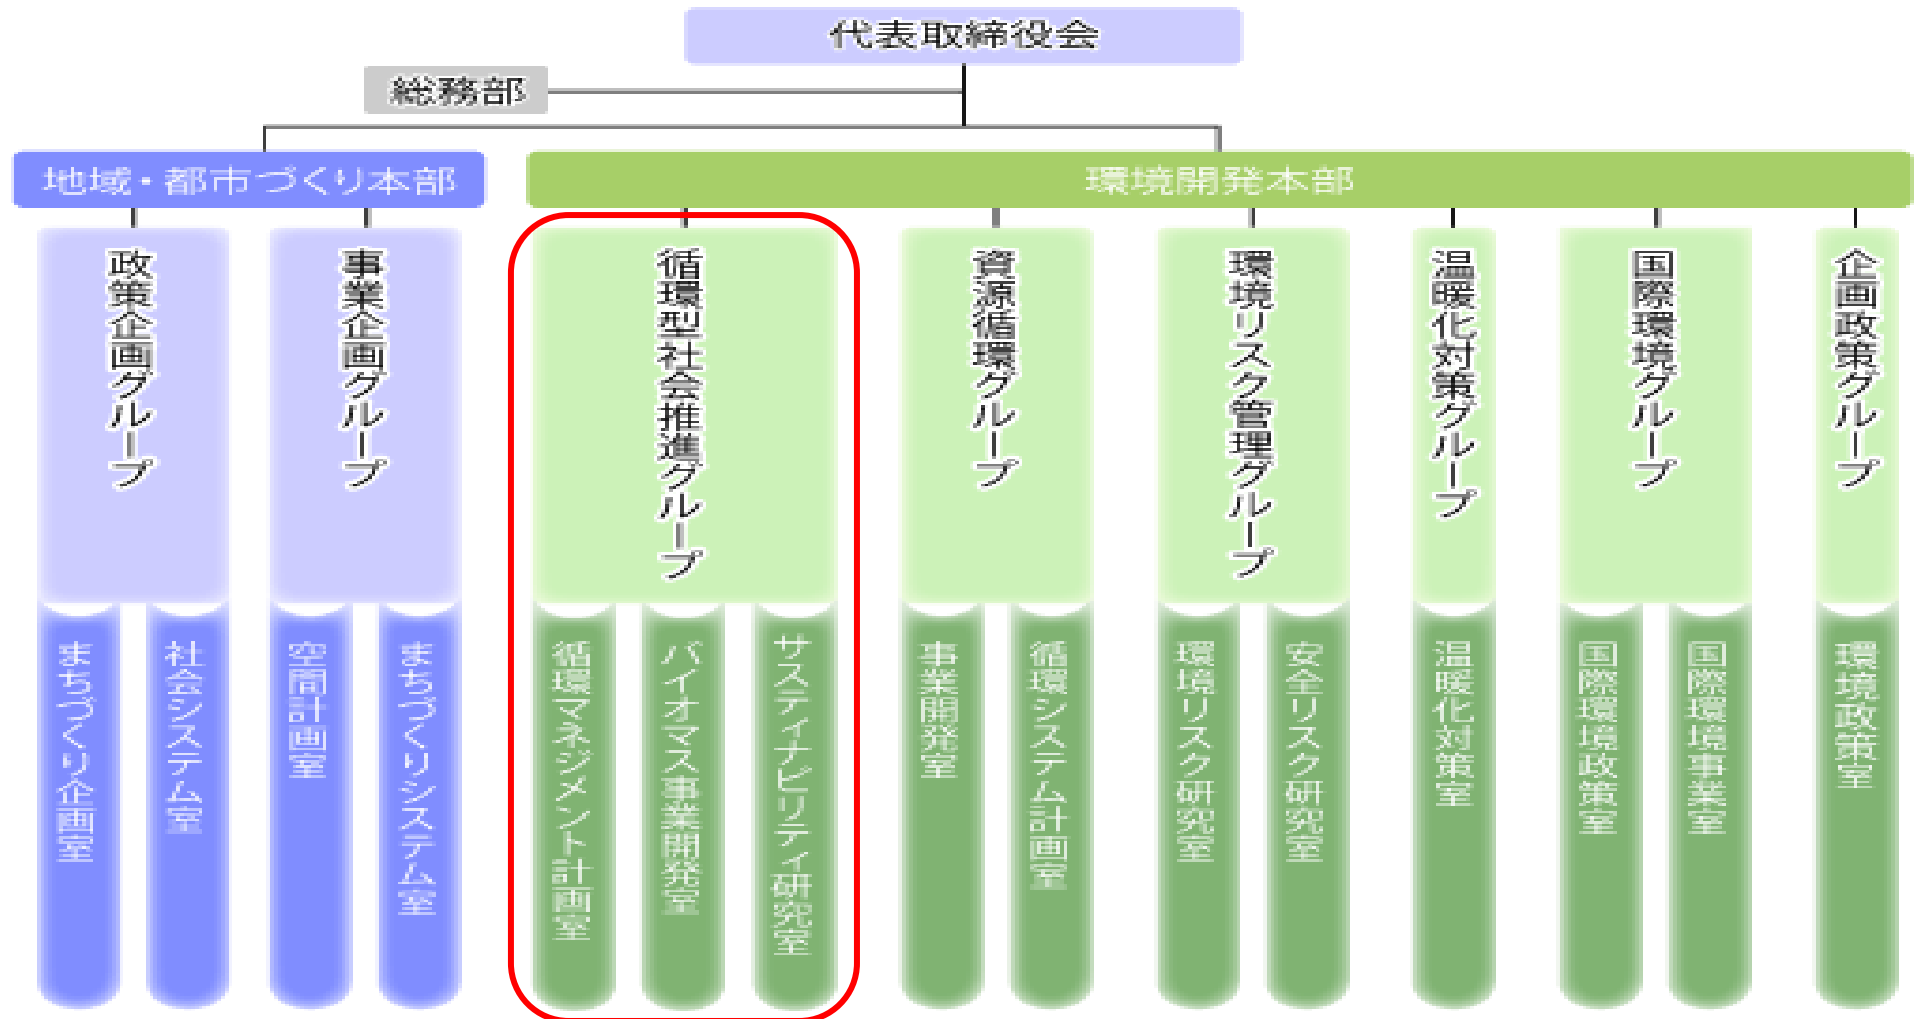 代表取締役会
総務部
地域・都市づくり本部
環境開発本部
政策企画グループ
事業企画グループ
循環型社会推進グループ
資源循環グループ
環境リスク管理グループ
温暖化対策グループ
国際環境グループ
企画政策グループ
まちづくり企画室
社会システム室
空間計画室
まちづくりシステム室
循環マネジメント計画室
バイオマス事業開発室
サスティナビリティ研究室
事業開発室
循環システム計画室
環境リスク研究室
安全リスク研究室
温暖化対策室
国際環境政策室
国際環境事業室
環境政策室